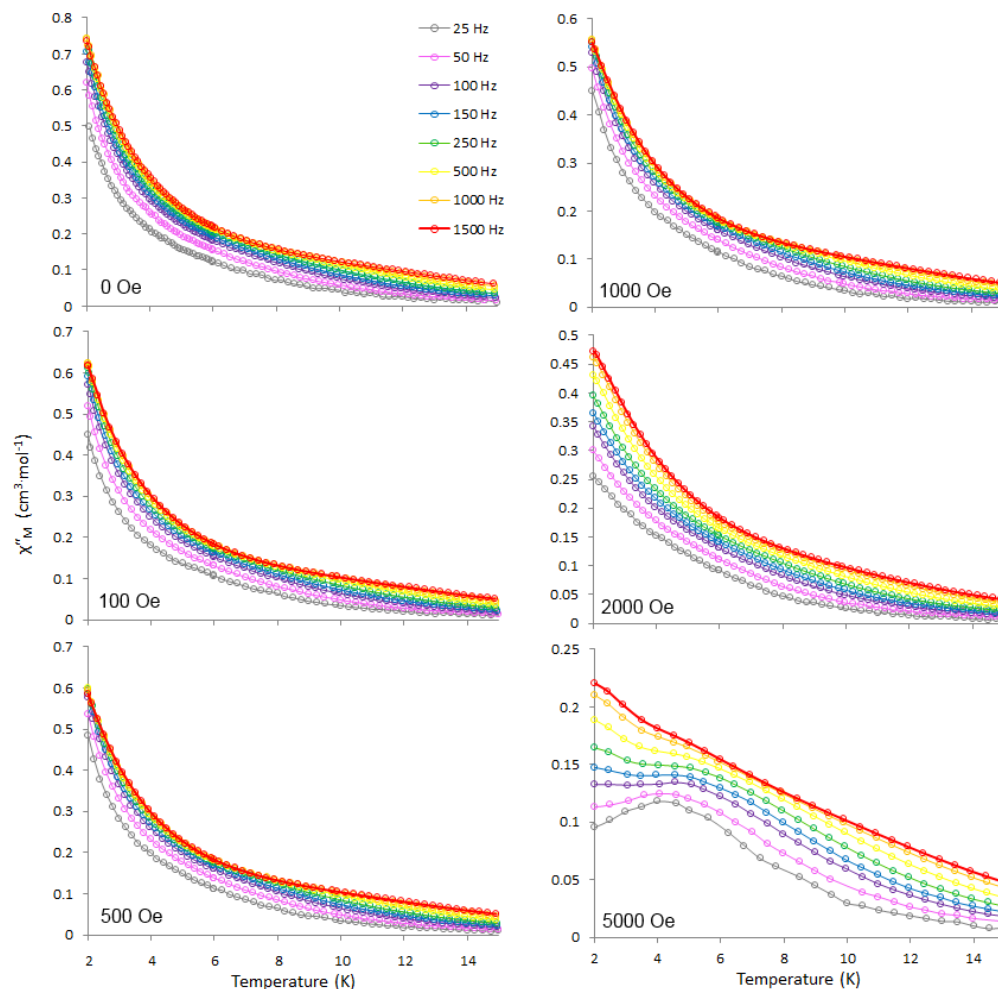 0.8
0.7
0.6
0.5
0.4
0.3
0.2
0.1
0
0 Oe
25 Hz
50 Hz
100 Hz
150 Hz
250 Hz
500 Hz
1000 Hz
1500 Hz
0.6
0.5
0.4
0.3
0.2
0.1
0
1000 Oe
0.7
0.6
0.5
0.4
0.3
0.2
0.1
0
100 Oe
χ″M (cm3·mol-1)
0.5
0.45
0.4
0.35
0.3
0.25
0.2
0.15
0.1
0.05
0
2000 Oe
0.7
0.6
0.5
0.4
0.3
0.2
0.1
0
500 Oe
2 4 6 8 10 12 14
Temperature (K)
0.25
0.2
0.15
0.1
0.05
0
5000 Oe
2 4 6 8 10 12 14
Temperature (K)